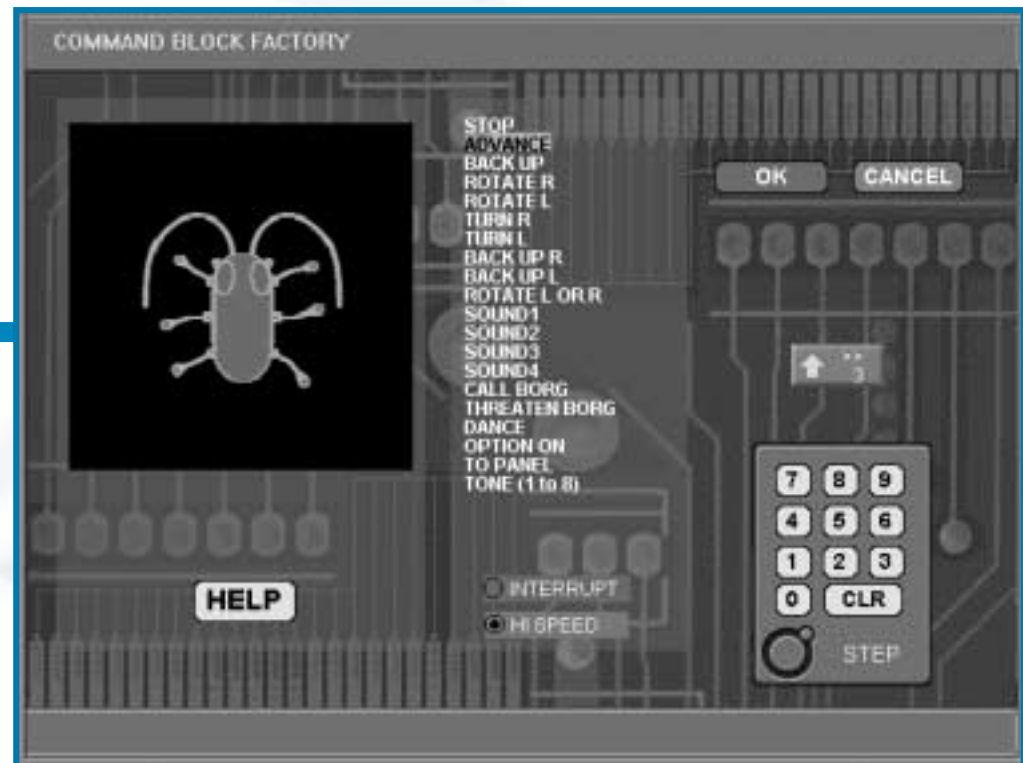 COMMAND BLOCK FACTORY
STOP
ADVANCE
BACK UP
ROTATE R
ROTATE L
TURN R
TURN L
BACK UP R
BACK UP L
ROTATE L OR R
SOUND1
SOUND2
SOUND3
SOUND4
CALL BORG
THREATEN BORG
DANCE
OPTION ON
TO PANEL
TONE (1 to 8)
OK
CANCEL
3
7 8 9
4 5 6
1 2 3
0 CLR
STEP
INTERRUPT
HI SPEED
HELP